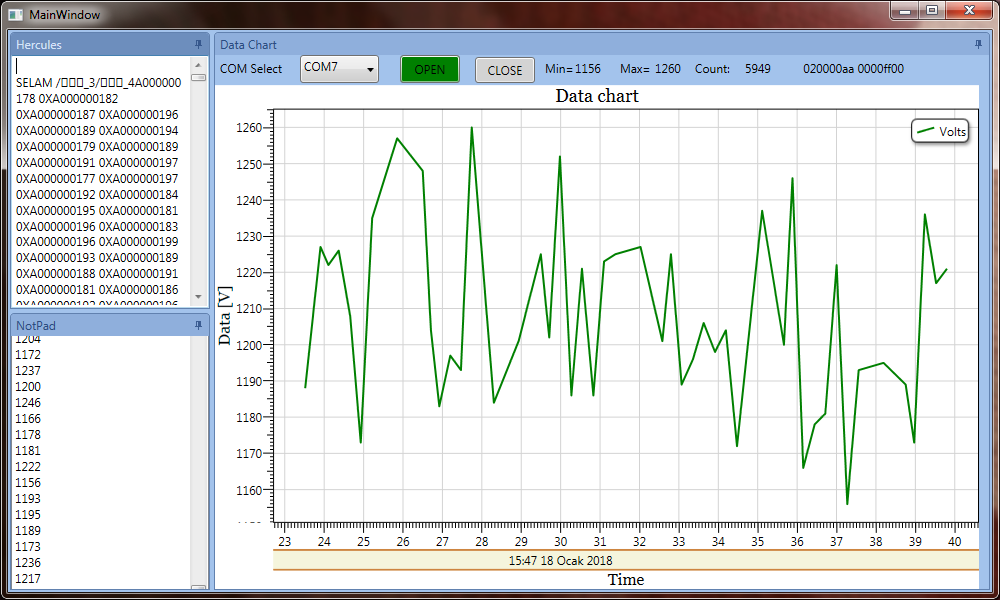 MainWindow
Hercules
SELAM /□□□_3/□□□_4A000000
178 0XA000000182
0XA000000187 0XA000000196
0XA000000189 0XA000000194
0XA000000179 0XA000000189
0XA000000191 0XA000000197
0XA000000177 0XA000000197
0XA000000192 0XA000000184
0XA000000195 0XA000000181
0XA000000196 0XA000000183
0XA000000196 0XA000000199
0XA000000193 0XA000000189
0XA000000188 0XA000000191
0XA000000181 0XA000000186
NotPad
1204
1172
1237
1200
1246
1166
1178
1181
1222
1156
1193
1195
1189
1173
1236
1217
Data Chart
COM Select COM7 OPEN CLOSE Min= 1156 Max= 1260 Count: 5949 020000aa 0000ff00
Data chart
Volts
Data [V]
1260
1250
1240
1230
1220
1210
1200
1190
1180
1170
1160
23 24 25 26 27 28 29 30 31 32 33 34 35 36 37 38 39 40
15:47 18 Ocak 2018
Time